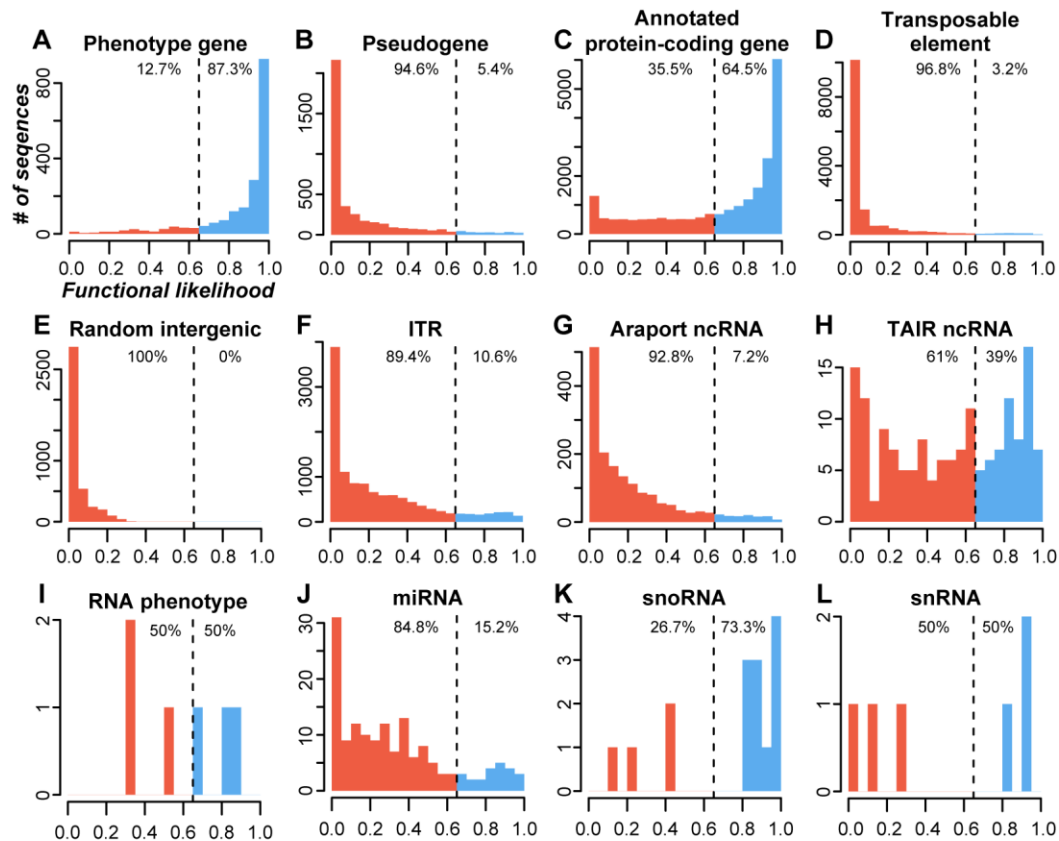 A Phenotype gene
12.7% 87.3%
# of seqences
0 400 800
0.0 0.2 0.4 0.6 0.8 1.0
Functional likelihood
B Pseudogene
94.6% 5.4%
0 500 1500
0.0 0.2 0.4 0.6 0.8 1.0
C Annotated
protein-coding gene
35.5% 64.5%
0 2000 5000
0.0 0.2 0.4 0.6 0.8 1.0
D Transposable
element
96.8% 3.2%
0 4000 8000
0.0 0.2 0.4 0.6 0.8 1.0
E Random intergenic
100% 0%
0 1000 2500
0.0 0.2 0.4 0.6 0.8 1.0
F ITR
89.4% 10.6%
0 1000 3000
0.0 0.2 0.4 0.6 0.8 1.0
G Araport ncRNA
92.8% 7.2%
0 200 400
0.0 0.2 0.4 0.6 0.8 1.0
H TAIR ncRNA
61% 39%
0 5 10 15
0.0 0.2 0.4 0.6 0.8 1.0
I RNA phenotype
50% 50%
0 1 2
0.0 0.2 0.4 0.6 0.8 1.0
J miRNA
84.8% 15.2%
0 10 20 30
0.0 0.2 0.4 0.6 0.8 1.0
K snoRNA
26.7% 73.3%
0 1 2 3 4
0.0 0.2 0.4 0.6 0.8 1.0
L snRNA
50% 50%
0 1 2
0.0 0.2 0.4 0.6 0.8 1.0